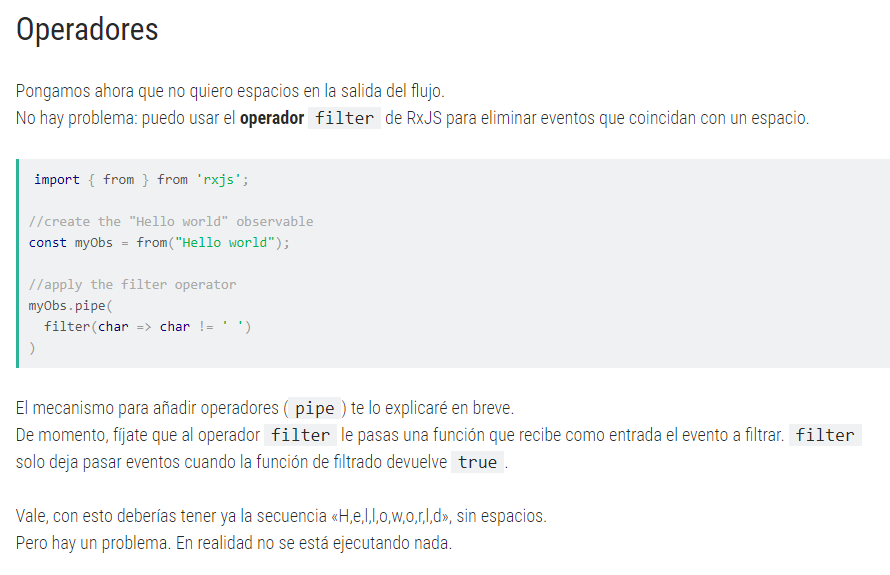 Operadores
Pongamos ahora que no quiero espacios en la salida del flujo.
No hay problema: puedo usar el operador filter de RxJS para eliminar eventos que coincidan con un espacio.
import { from } from 'rxjs';
//create the "Hello world" observable
const myObs = from("Hello world");
//apply the filter operator
myObs.pipe(
  filter(char => char != ' ')
)
El mecanismo para añadir operadores ( pipe ) te lo explicaré en breve.
De momento, fíjate que al operador filter le pasas una función que recibe como entrada el evento a filtrar. filter
solo deja pasar eventos cuando la función de filtrado devuelve true .
Vale, con esto deberías tener ya la secuencia «H,e,l,l,o,w,o,r,l,d», sin espacios.
Pero hay un problema. En realidad no se está ejecutando nada.